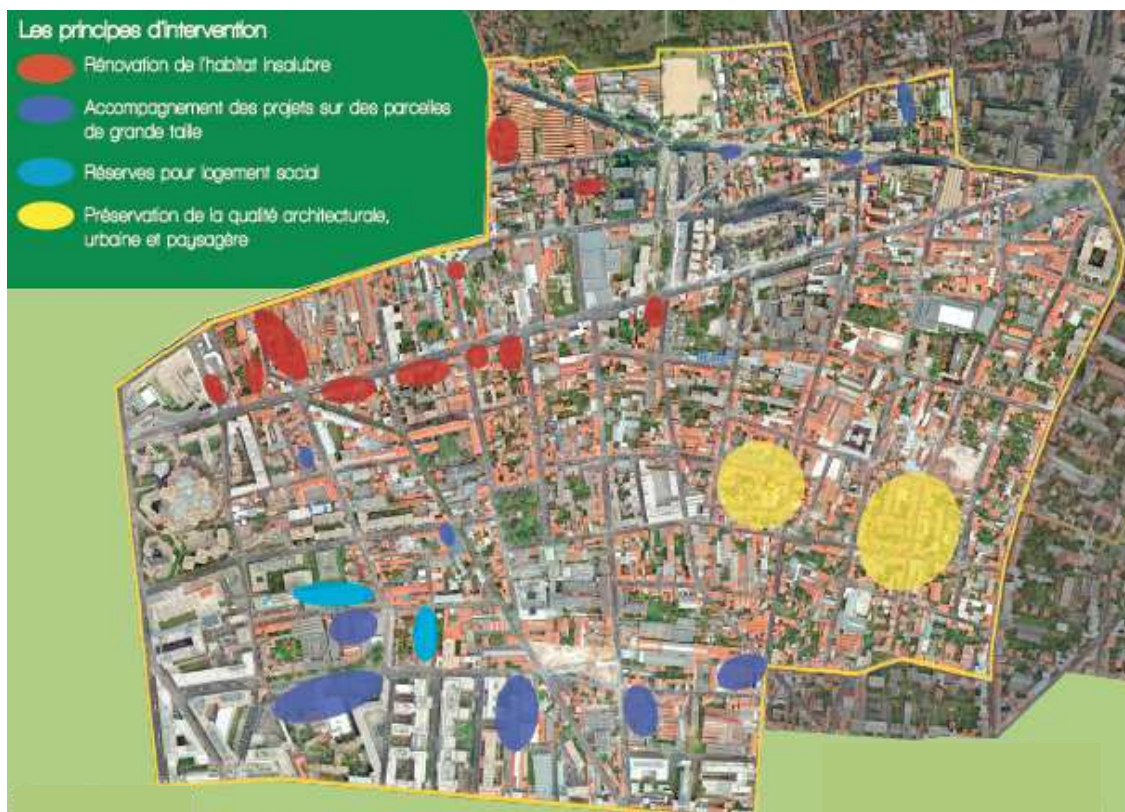 Les principes d'intervention
Rénovation de l'habitat insalubre
Accompagnement des projets sur des parcelles
de grande taille
Réserves pour logement social
Préservation de la qualité architecturale,
urbaine et paysagère